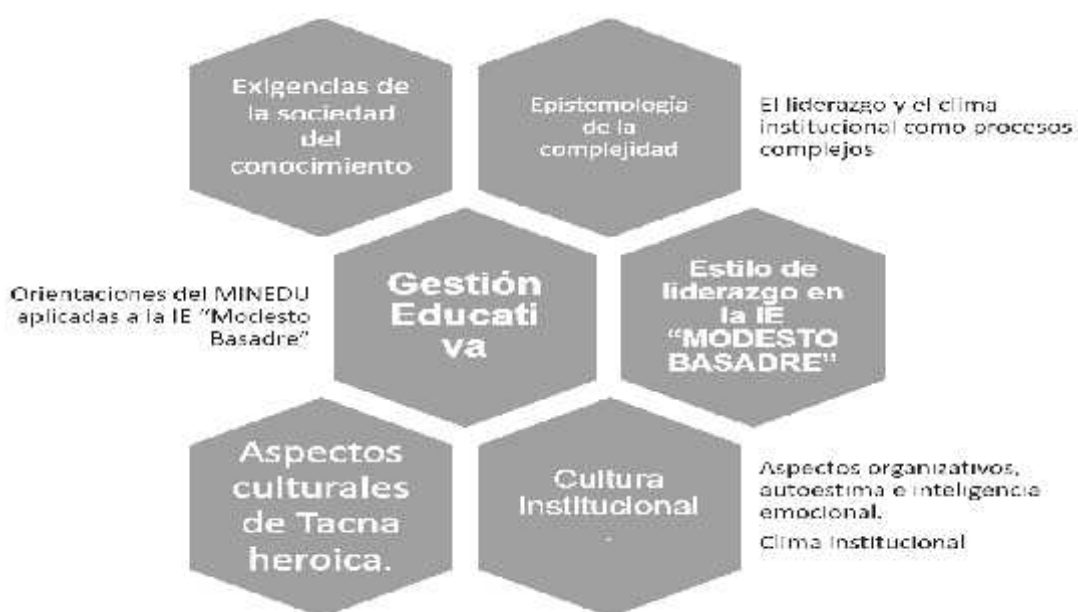 Exigencias de
la sociedad
del
conocimiento
Epistemología
de la
complejidad
El liderazgo y el clima
institucional como procesos
complejos
Orientaciones del MINEDU
aplicadas a la IE "Modesto
Basadre"
Gestión
Educati
va
Estilo de
liderazgo en
la IE
"MODESTO
BASADRE"
Aspectos
culturales
de Tacna
heroica.
Cultura
Institucional
.
Aspectos organizativos,
autoestima e inteligencia
emocional.
Clima Institucional